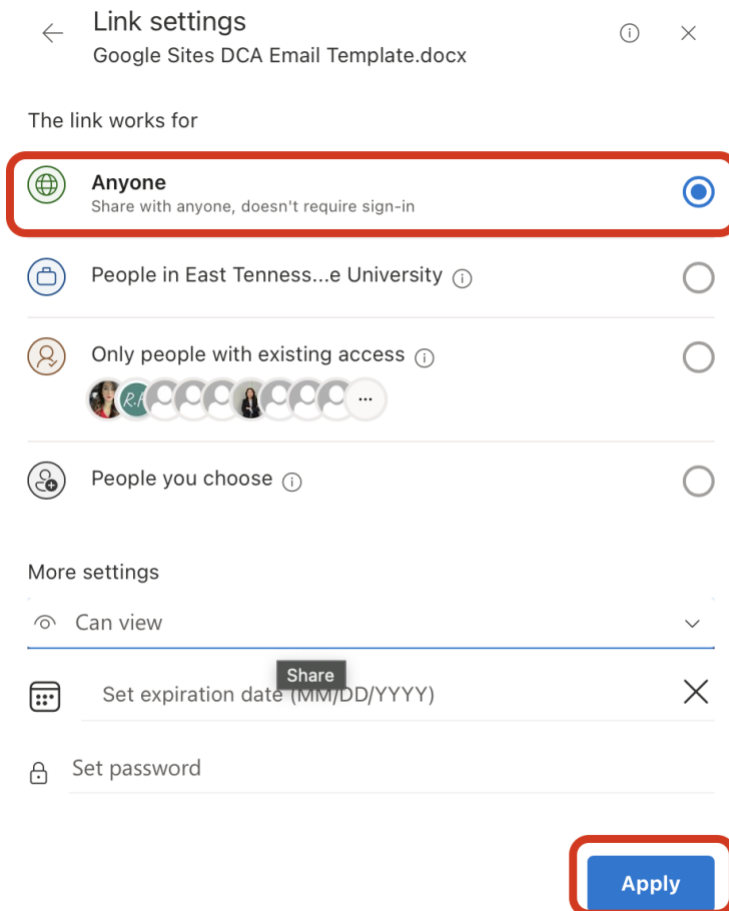 Link settings
Google Sites DCA Email Template.docx
The link works for
Anyone
Share with anyone, doesn't require sign-in
People in East Tenness...e University
Only people with existing access
R.A
...
People you choose
More settings
Can view
Share
Set expiration date (MM/DD/YYYY)
Set password
Apply